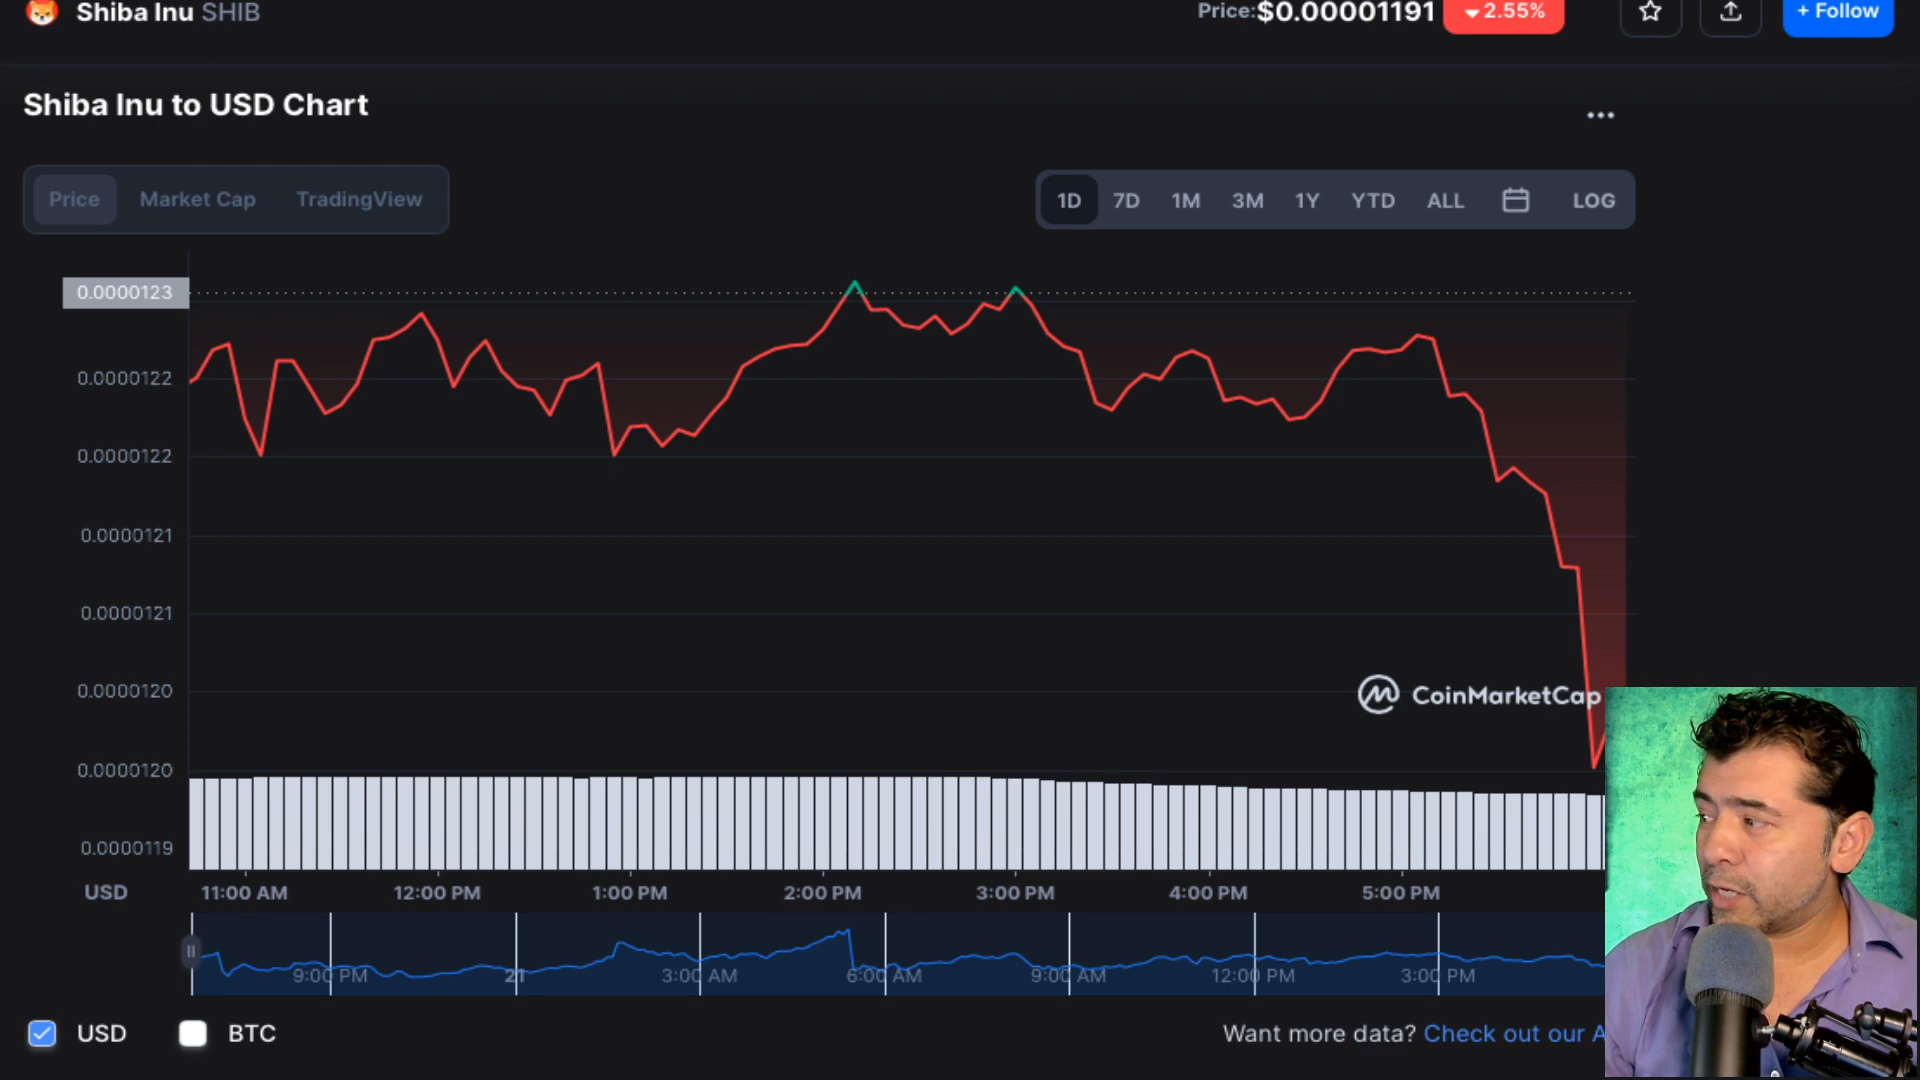 Shiba Inu SHIB
Price:$0.00001191 2.55%
+ Follow
Shiba Inu to USD Chart
Price Market Cap TradingView
1D 7D 1M 3M 1Y YTD ALL LOG
0.0000123
0.0000122
0.0000122
0.0000121
0.0000121
0.0000120
CoinMarketCap
0.0000120
0.0000119
USD 11:00 AM 12:00 PM 1:00 PM 2:00 PM 3:00 PM 4:00 PM 5:00 PM
9:00 PM 21 3:00 AM 6:00 AM 9:00 AM 12:00 PM 3:00 PM
USD BTC
Want more data? Check out our A